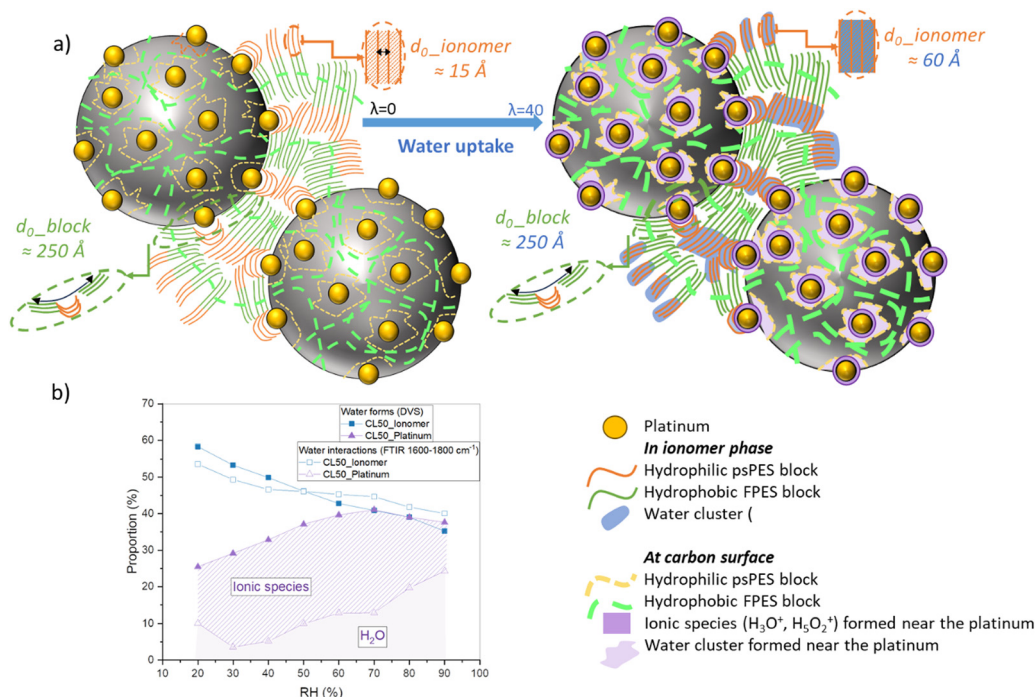 a)
d₀_ionomer
≈ 15 Å
λ=0
λ=40
Water uptake
d₀_block
≈ 250 Å
d₀_ionomer
≈ 60 Å
d₀_block
≈ 250 Å
b)
Water forms (DVS)
CL50_Ionomer
CL50_Platinum
Water interactions (FTIR 1600-1800 cm⁻¹)
CL50_Ionomer
CL50_Platinum
Proportion (%)
70
60
50
40
30
20
10
0
Ionic species
H₂O
10 20 30 40 50 60 70 80 90 100
RH (%)
Platinum
In ionomer phase
Hydrophilic psPES block
Hydrophobic FPES block
Water cluster (
At carbon surface
Hydrophilic psPES block
Hydrophobic FPES block
Ionic species (H₃O⁺, H₅O₂⁺) formed near the platinum
Water cluster formed near the platinum